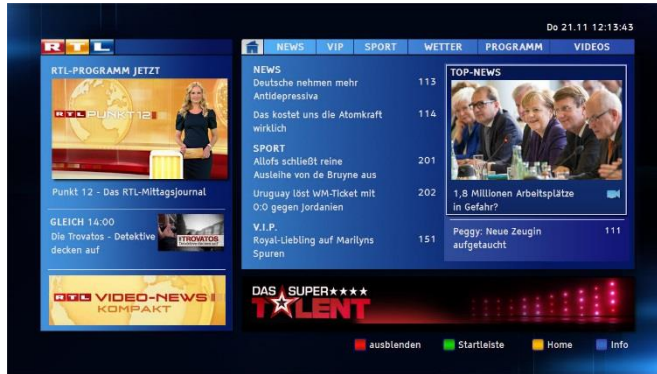 Do 21.11 12:13:43
RTL
NEWS VIP SPORT WETTER PROGRAMM VIDEOS
RTL-PROGRAMM JETZT
RTL PUNKT 12
Punkt 12 - Das RTL-Mittagsjournal
GLEICH 14:00
Die Trovatos - Detektive
decken auf
TROVATOS
RTL VIDEO-NEWS
KOMPAKT
NEWS
Deutsche nehmen mehr 113
Antidepressiva
Das kostet uns die Atomkraft 114
wirklich
SPORT
Allofs schließt reine 201
Ausleihe von de Bruyne aus
Uruguay löst WM-Ticket mit 202
0:0 gegen Jordanien
V.I.P.
Royal-Liebling auf Marilyns 151
Spuren
TOP-NEWS
1,8 Millionen Arbeitsplätze
in Gefahr?
Peggy: Neue Zeugin 111
aufgetaucht
DAS SUPER
TALENT
ausblenden Startleiste Home Info